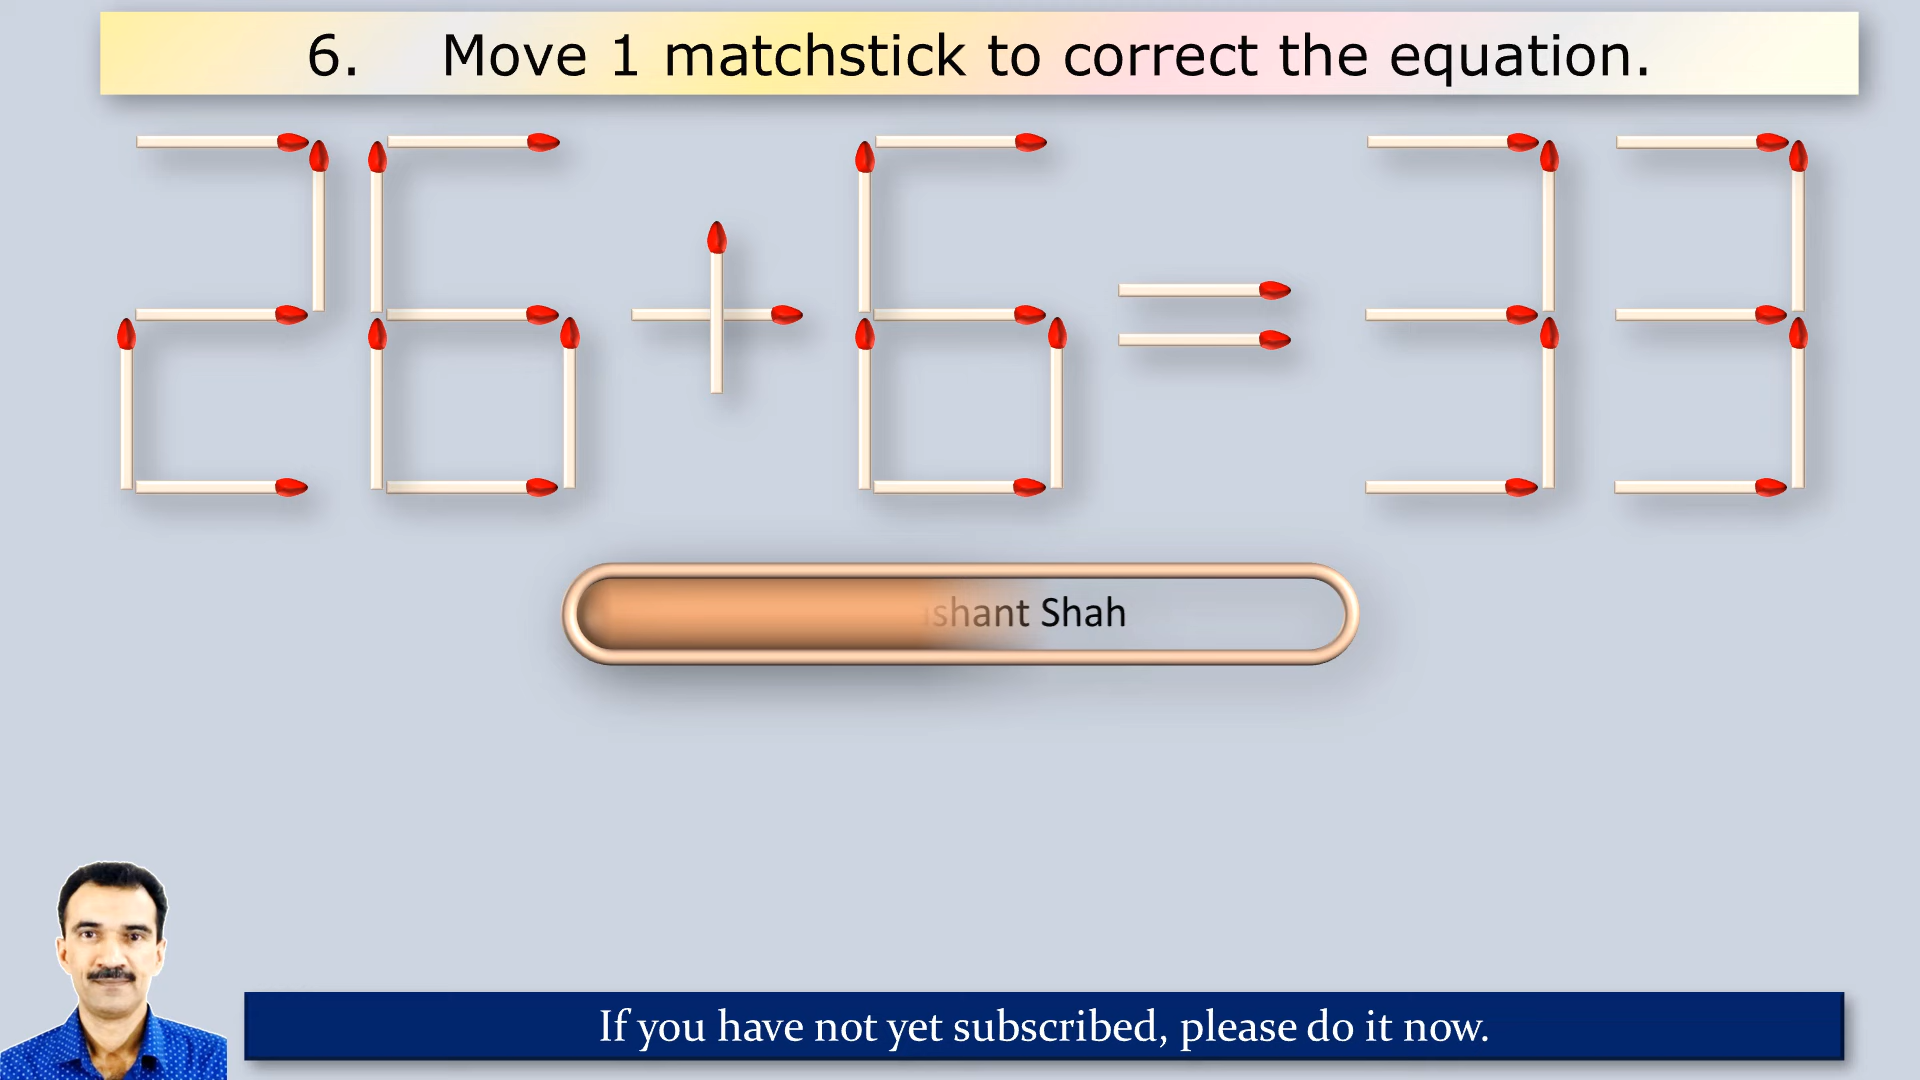 6. Move 1 matchstick to correct the equation.
26+6=33
Shah
If you have not yet subscribed, please do it now.